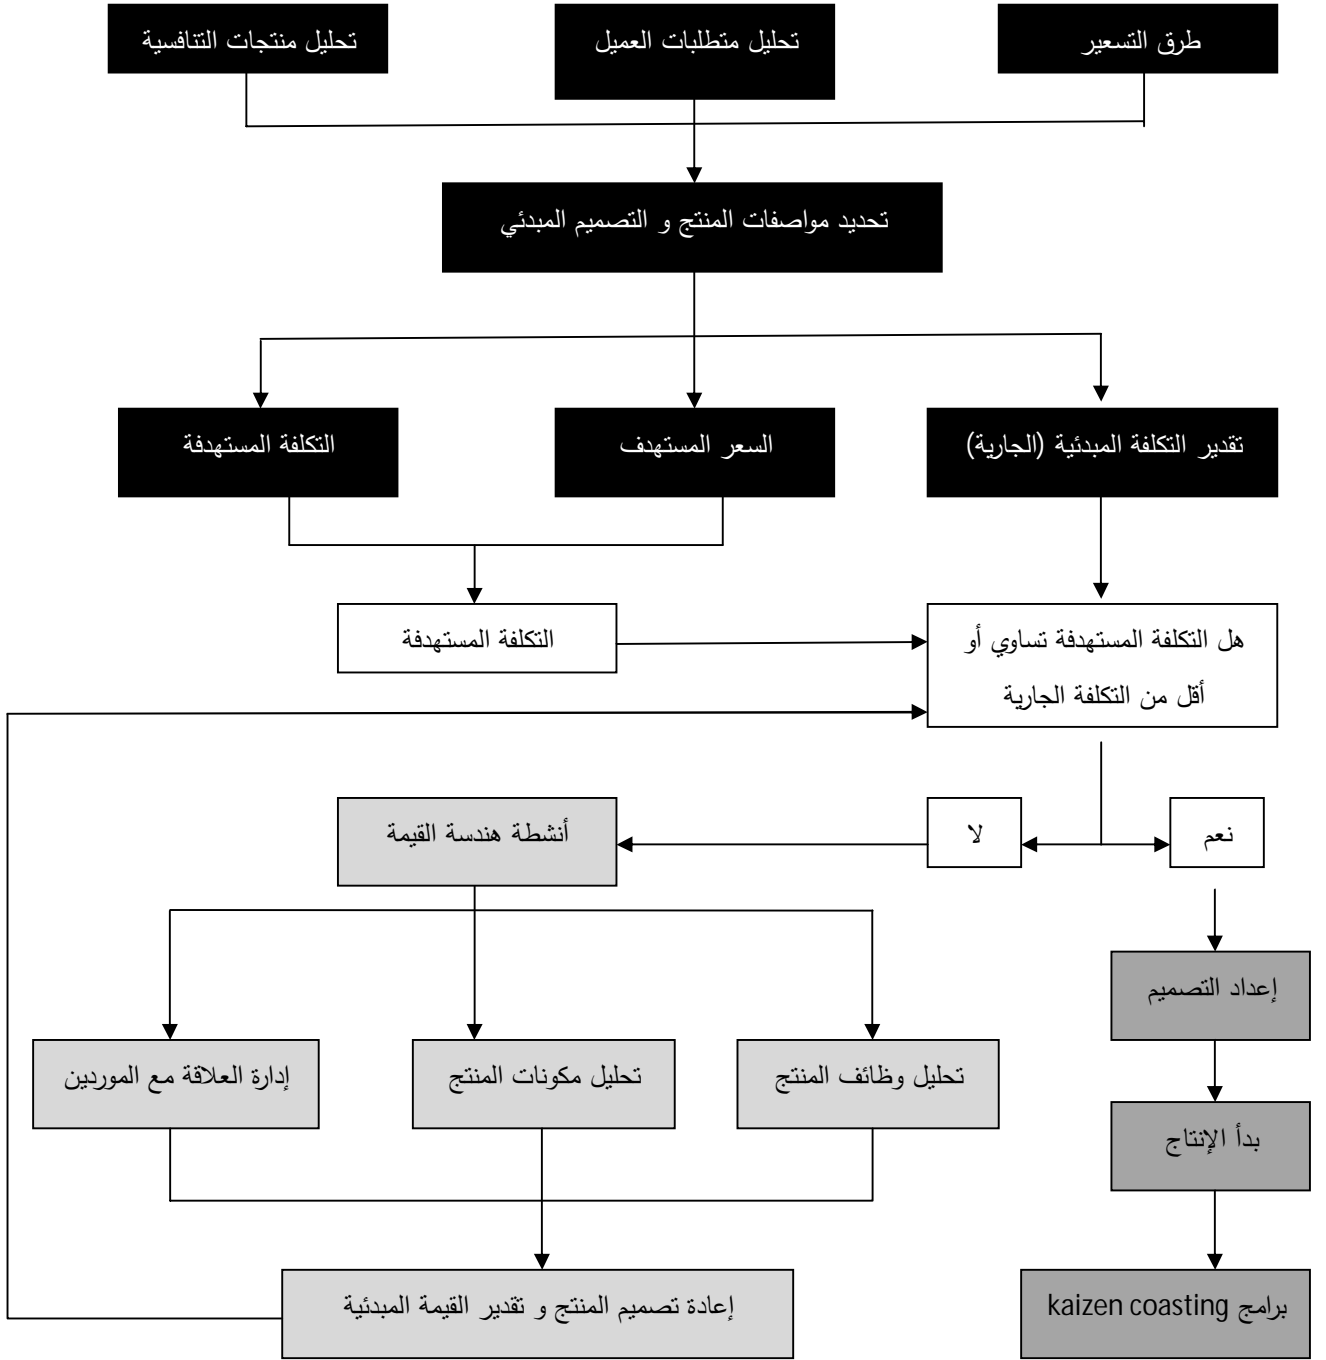 طرق التسعير
تحليل متطلبات العميل
تحليل منتجات التنافسية
تحديد مواصفات المنتج و التصميم المبدئي
تقدير التكلفة المبدئية (الجارية)
السعر المستهدف
التكلفة المستهدفة
هل التكلفة المستهدفة تساوي أو
أقل من التكلفة الجارية
التكلفة المستهدفة
نعم
لا
أنشطة هندسة القيمة
إعداد التصميم
تحليل وظائف المنتج
تحليل مكونات المنتج
إدارة العلاقة مع الموردين
بدأ الإنتاج
برامج kaizen coasting
إعادة تصميم المنتج و تقدير القيمة المبدئية